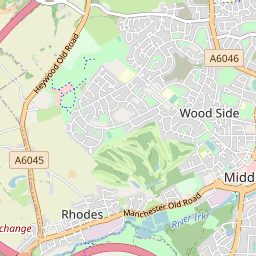 Heywood Old Road
A6046
Wood Side
A6045
Midd
Manchester Old Road
Rhodes
River Irk
change